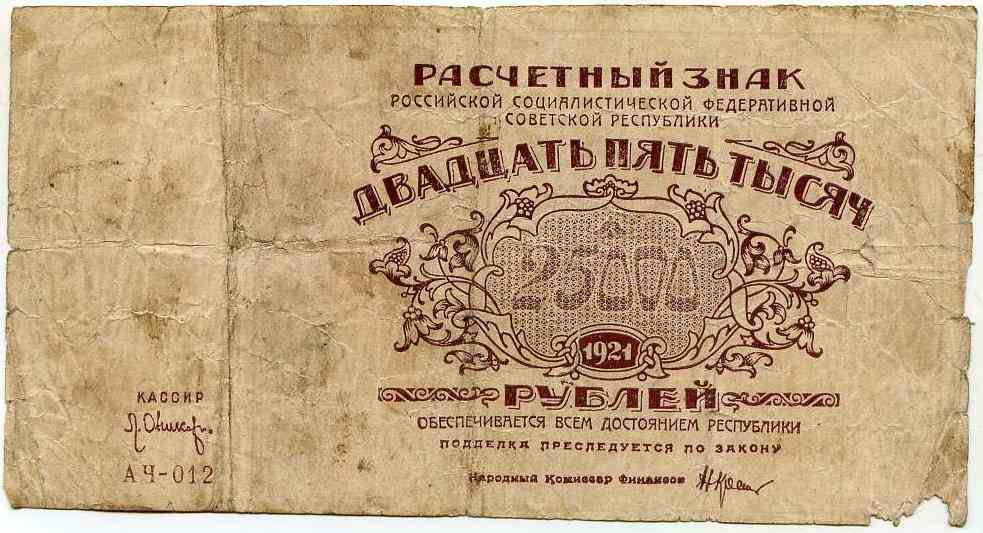 РАСЧЕТНЫЙ ЗНАК
РОССИЙСКОЙ СОЦИАЛИСТИЧЕСКОЙ ФЕДЕРАТИВНОЙ
СОВЕТСКОЙ РЕСПУБЛИКИ
ДВАДЦАТЬ ПЯТЬ ТЫСЯЧ
25000
1921
РУБЛЕЙ
ОБЕСПЕЧИВАЕТСЯ ВСЕМ ДОСТОЯНИЕМ РЕСПУБЛИКИ
ПОДДЕЛКА ПРЕСЛЕДУЕТСЯ ПО ЗАКОНУ
Народный Комиссар Финансов
КАССИР
АЧ-012